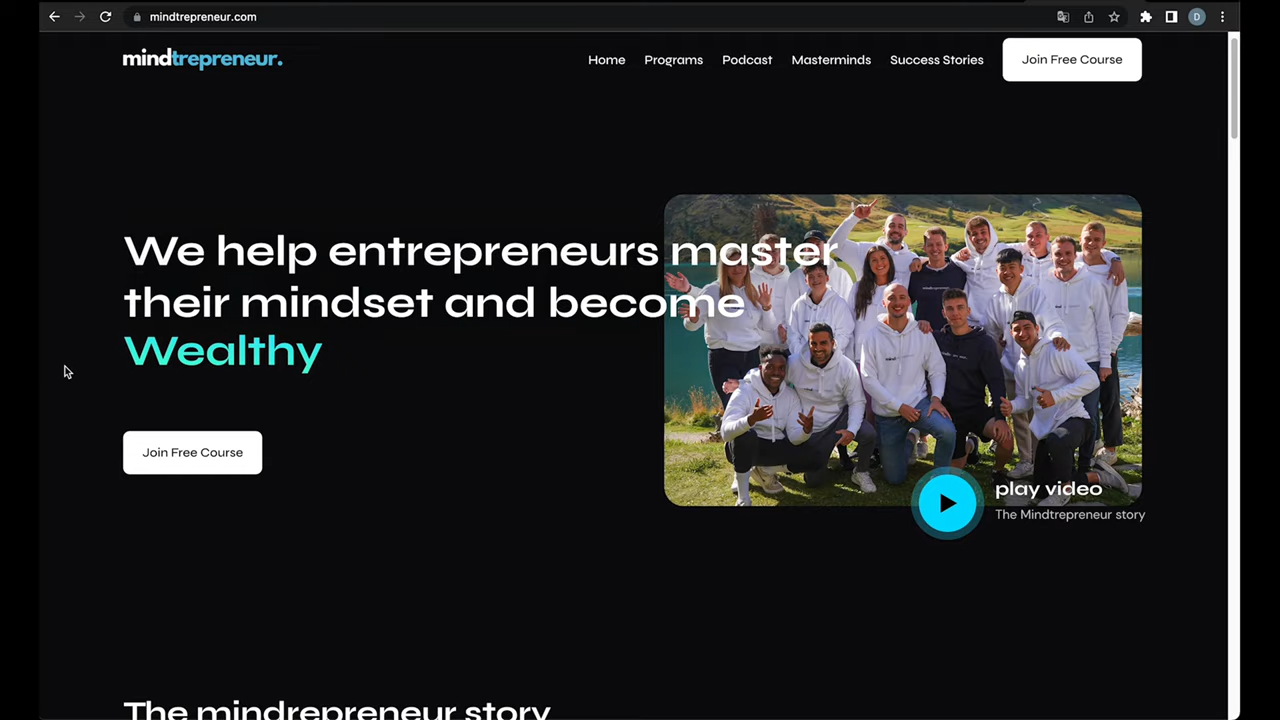 mindtrepreneur.com
D
mindtrepreneur.
Home
Programs
Podcast
Masterminds
Success Stories
Join Free Course
We help entrepreneurs master
their mindset and become
Wealthy
Join Free Course
play video
The Mindtrepreneur story
The mindrepreneur story